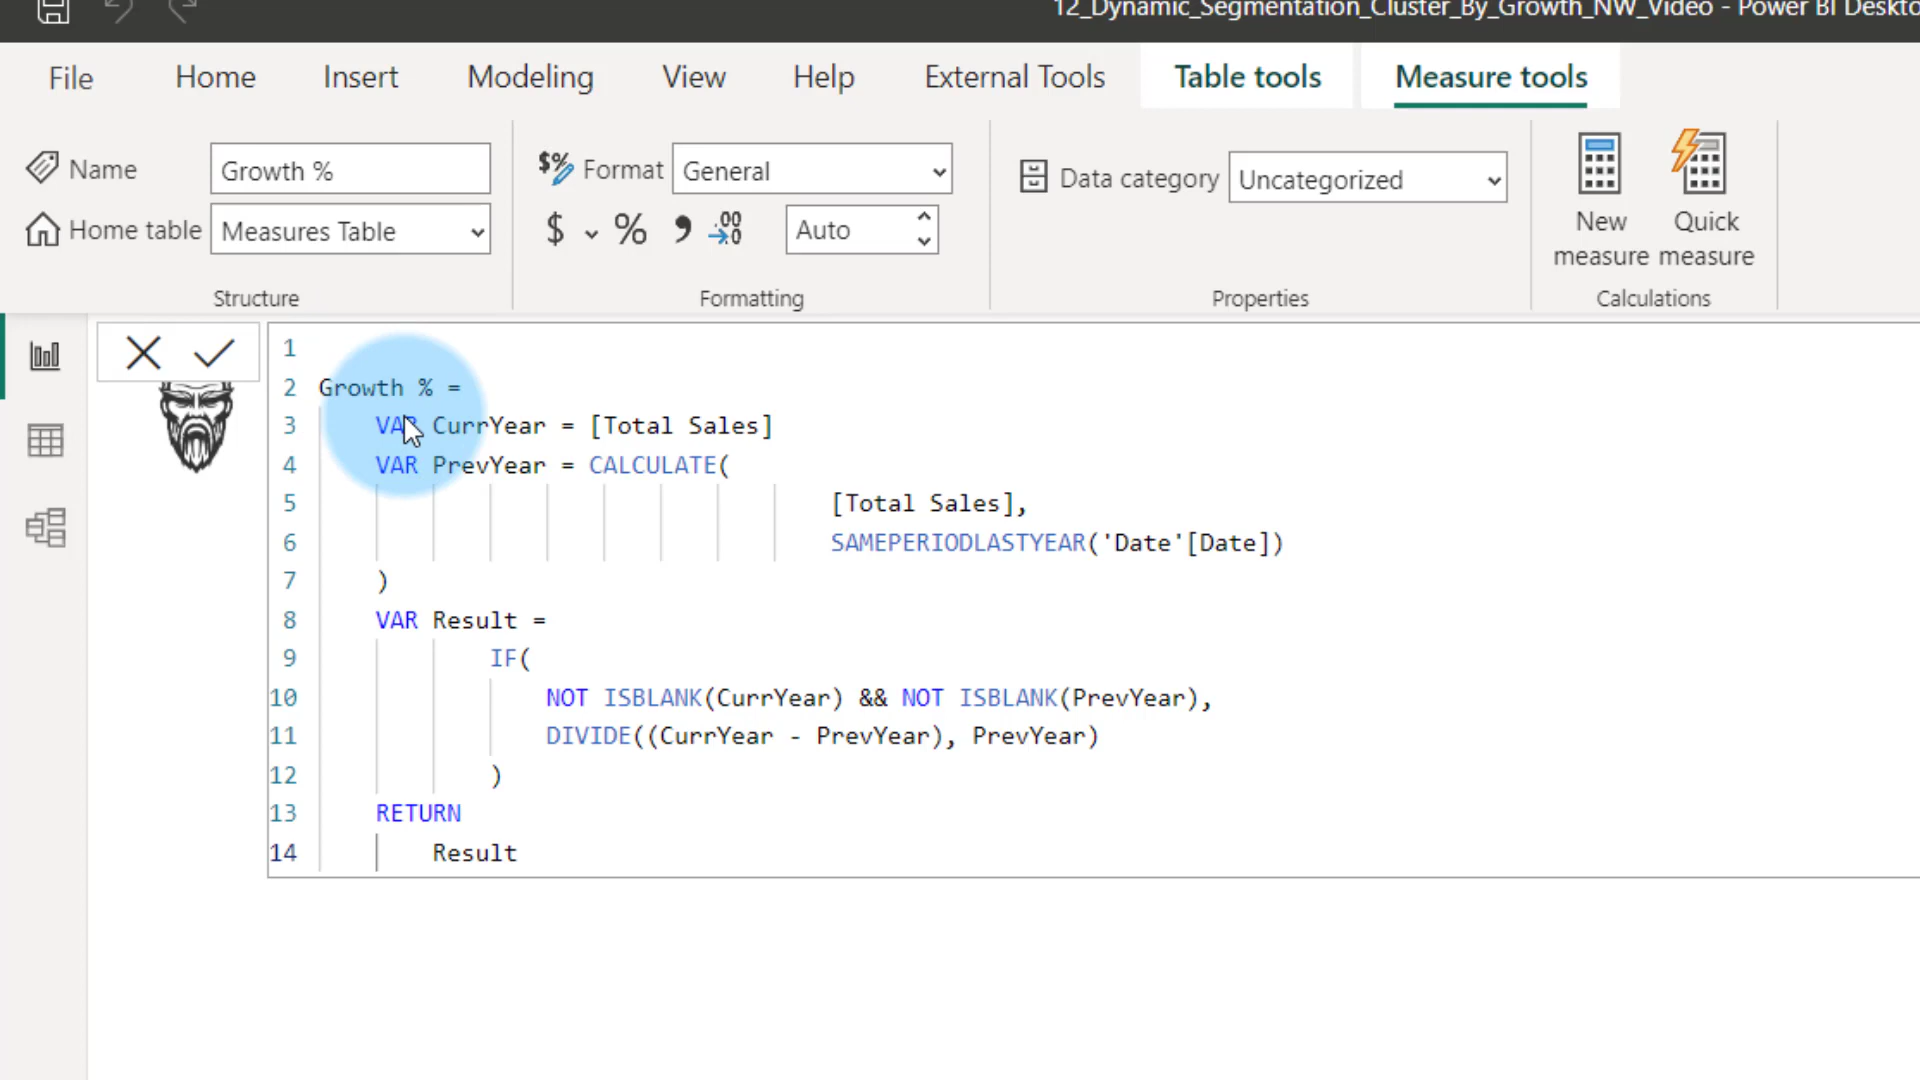 12_Dynamic_Segmentation_Cluster_By_Growth_NW_Video - Power BI Deskto
File Home Insert Modeling View Help External Tools Table tools Measure tools
Name Growth % Format General Data category Uncategorized New measure Quick measure
Home table Measures Table $ % , .00 →.0 Auto
Structure Formatting Properties Calculations
1
2 Growth % =
3 VAR CurrYear = [Total Sales]
4 VAR PrevYear = CALCULATE(
5 [Total Sales],
6 SAMEPERIODLASTYEAR('Date'[Date])
7 )
8 VAR Result =
9 IF(
10 NOT ISBLANK(CurrYear) && NOT ISBLANK(PrevYear),
11 DIVIDE((CurrYear - PrevYear), PrevYear)
12 )
13 RETURN
14 Result